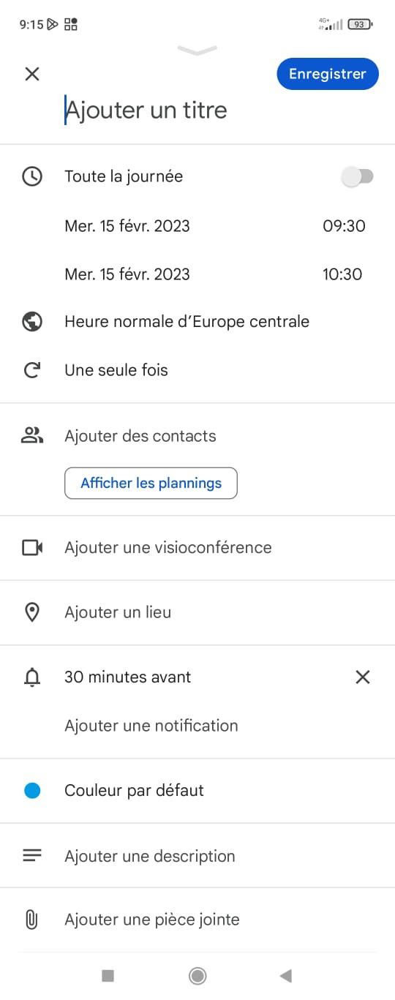 9:15
4G+
93
Enregistrer
Ajouter un titre
Toute la journée
Mer. 15 févr. 2023 09:30
Mer. 15 févr. 2023 10:30
Heure normale d’Europe centrale
Une seule fois
Ajouter des contacts
Afficher les plannings
Ajouter une visioconférence
Ajouter un lieu
30 minutes avant
Ajouter une notification
Couleur par défaut
Ajouter une description
Ajouter une pièce jointe